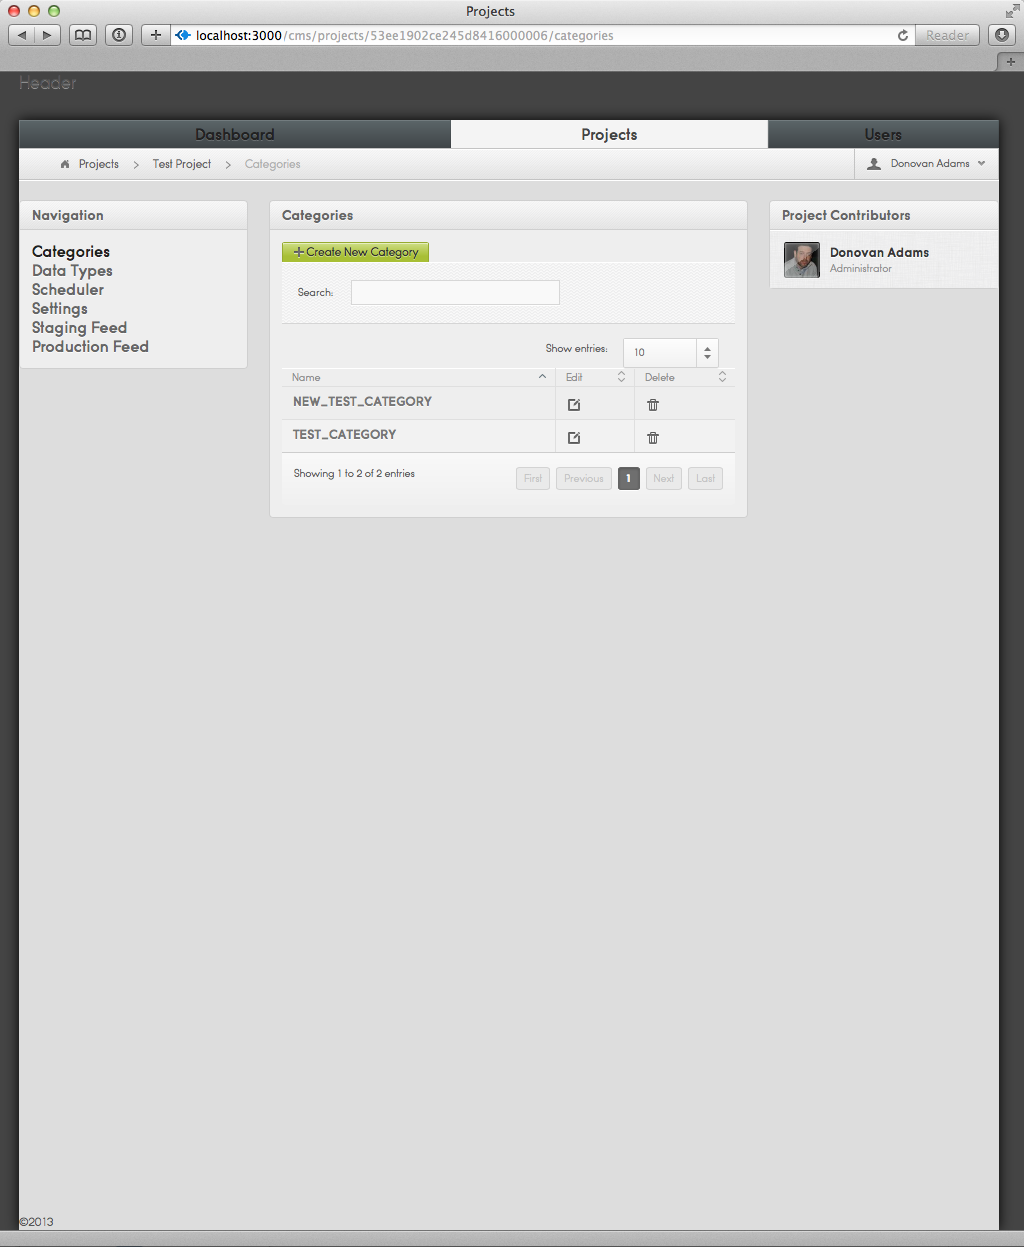 Projects
localhost:3000/cms/projects/53ee1902ce245d8416000006/categories
Reader
Header
Dashboard Projects Users
Projects Test Project Categories
Donovan Adams
Navigation
Categories
Data Types
Scheduler
Settings
Staging Feed
Production Feed
Categories
+ Create New Category
Search:
Show entries: 10
Name Edit Delete
NEW_TEST_CATEGORY
TEST_CATEGORY
Showing 1 to 2 of 2 entries
First Previous 1 Next Last
Project Contributors
Donovan Adams
Administrator
©2013